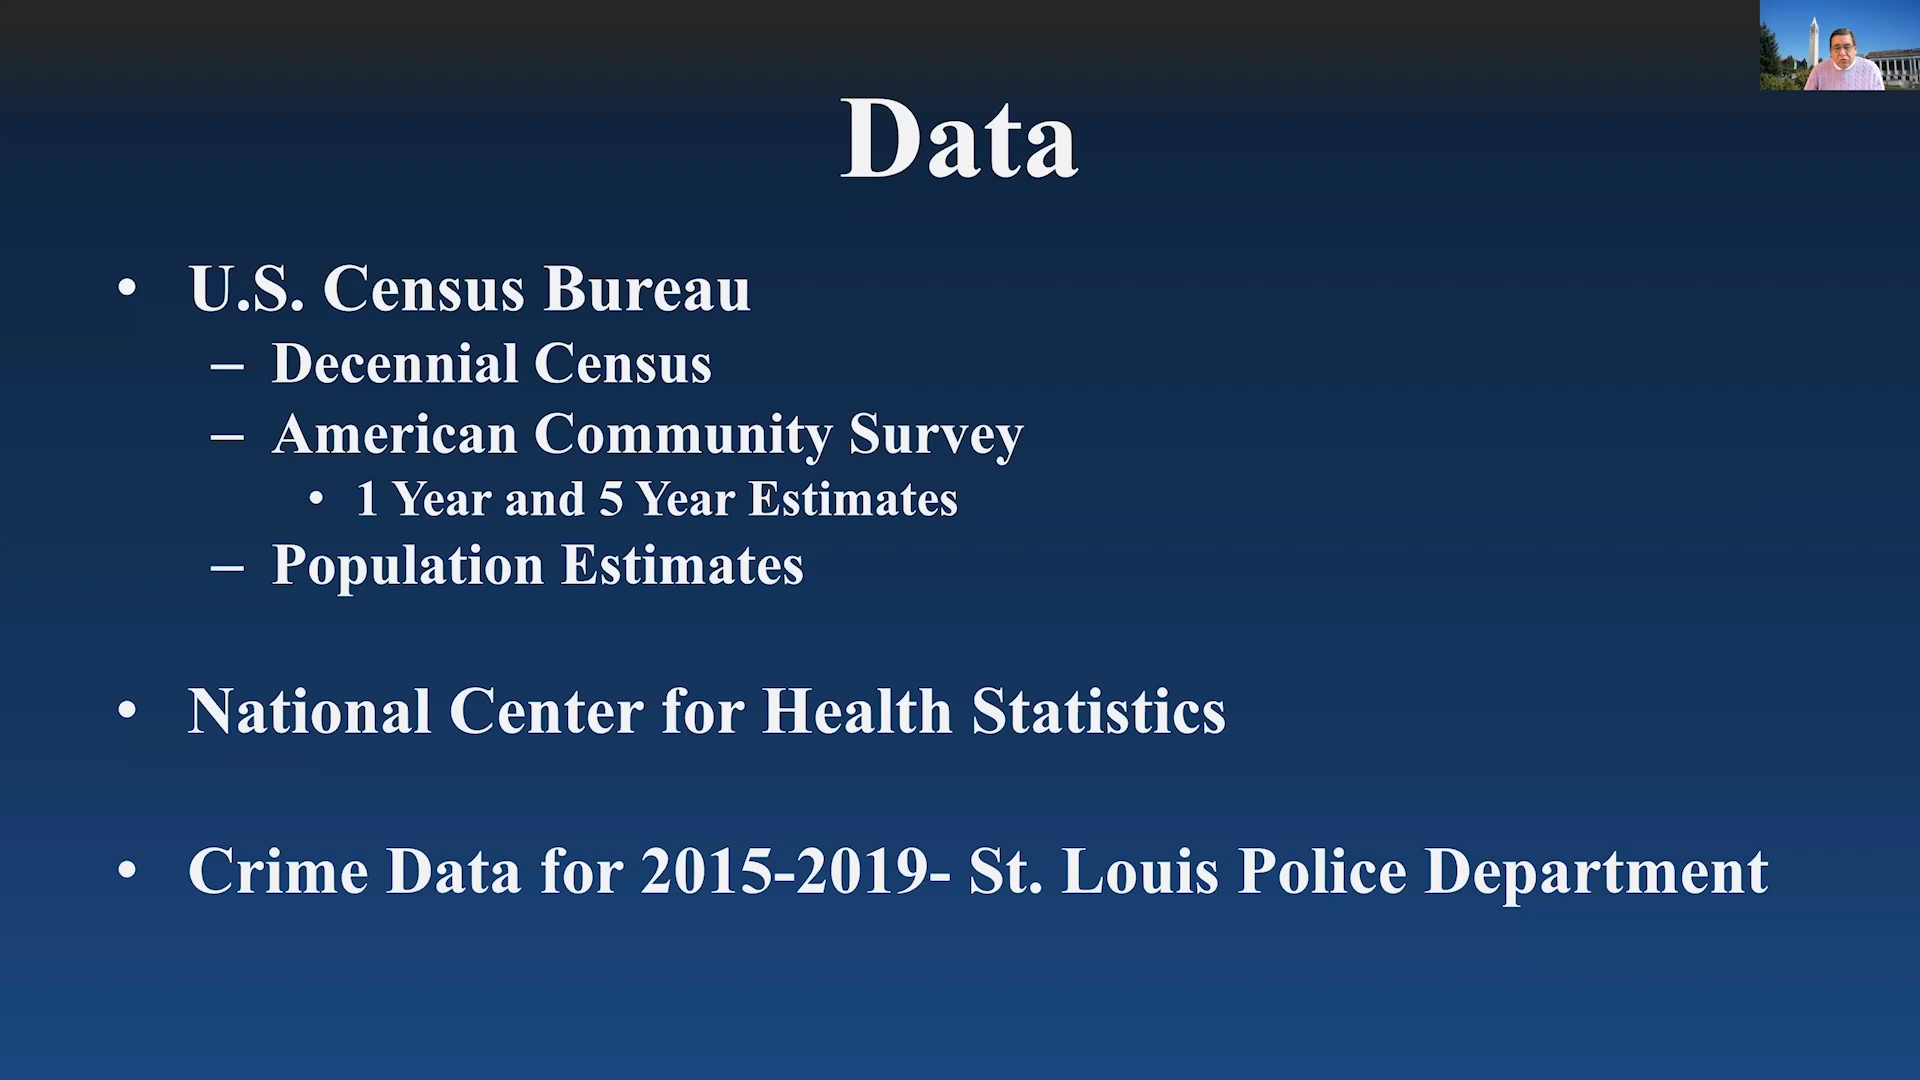 Data
• U.S. Census Bureau
– Decennial Census
– American Community Survey
• 1 Year and 5 Year Estimates
– Population Estimates
• National Center for Health Statistics
• Crime Data for 2015-2019- St. Louis Police Department